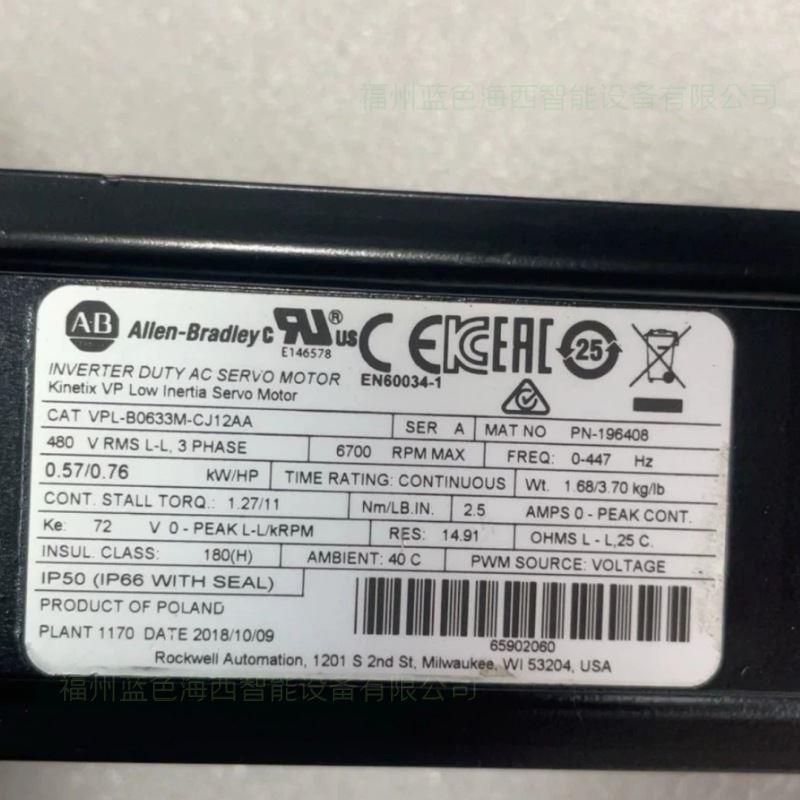 福州蓝色海西智能设备有限公司
AB Allen-Bradley c RU ® US CE EAC EAC 25
E146578
INVERTER DUTY AC SERVO MOTOR EN60034-1
Kinetix VP Low Inertia Servo Motor
CAT VPL-B0633M-CJ12AA SER A MAT NO PN-196408
480 V RMS L-L, 3 PHASE 6700 RPM MAX FREQ: 0-447 Hz
0.57/0.76 kW/HP TIME RATING: CONTINUOUS Wt. 1.68/3.70 kg/lb
CONT. STALL TORQ.: 1.27/11 Nm/LB.IN. 2.5 AMPS 0 - PEAK CONT.
Ke: 72 V 0 - PEAK L-L/kRPM RES: 14.91 OHMS L - L,25 C.
INSUL. CLASS: 180(H) AMBIENT: 40 C PWM SOURCE: VOLTAGE
IP50 (IP66 WITH SEAL)
PRODUCT OF POLAND
PLANT 1170 DATE 2018/10/09 65902060
Rockwell Automation, 1201 S 2nd St, Milwaukee, WI 53204, USA
福州蓝色海西智能设备有限公司